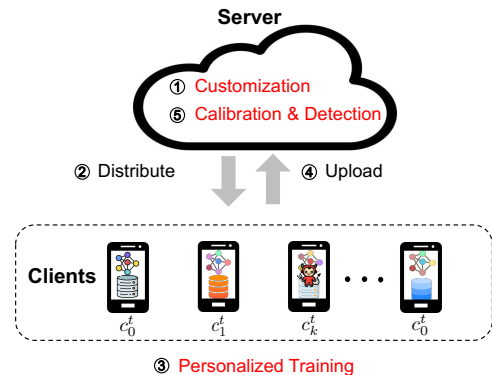 Server
① Customization
⑤ Calibration & Detection
② Distribute
④ Upload
Clients
c_0^t c_1^t c_k^t c_0^t
③ Personalized Training